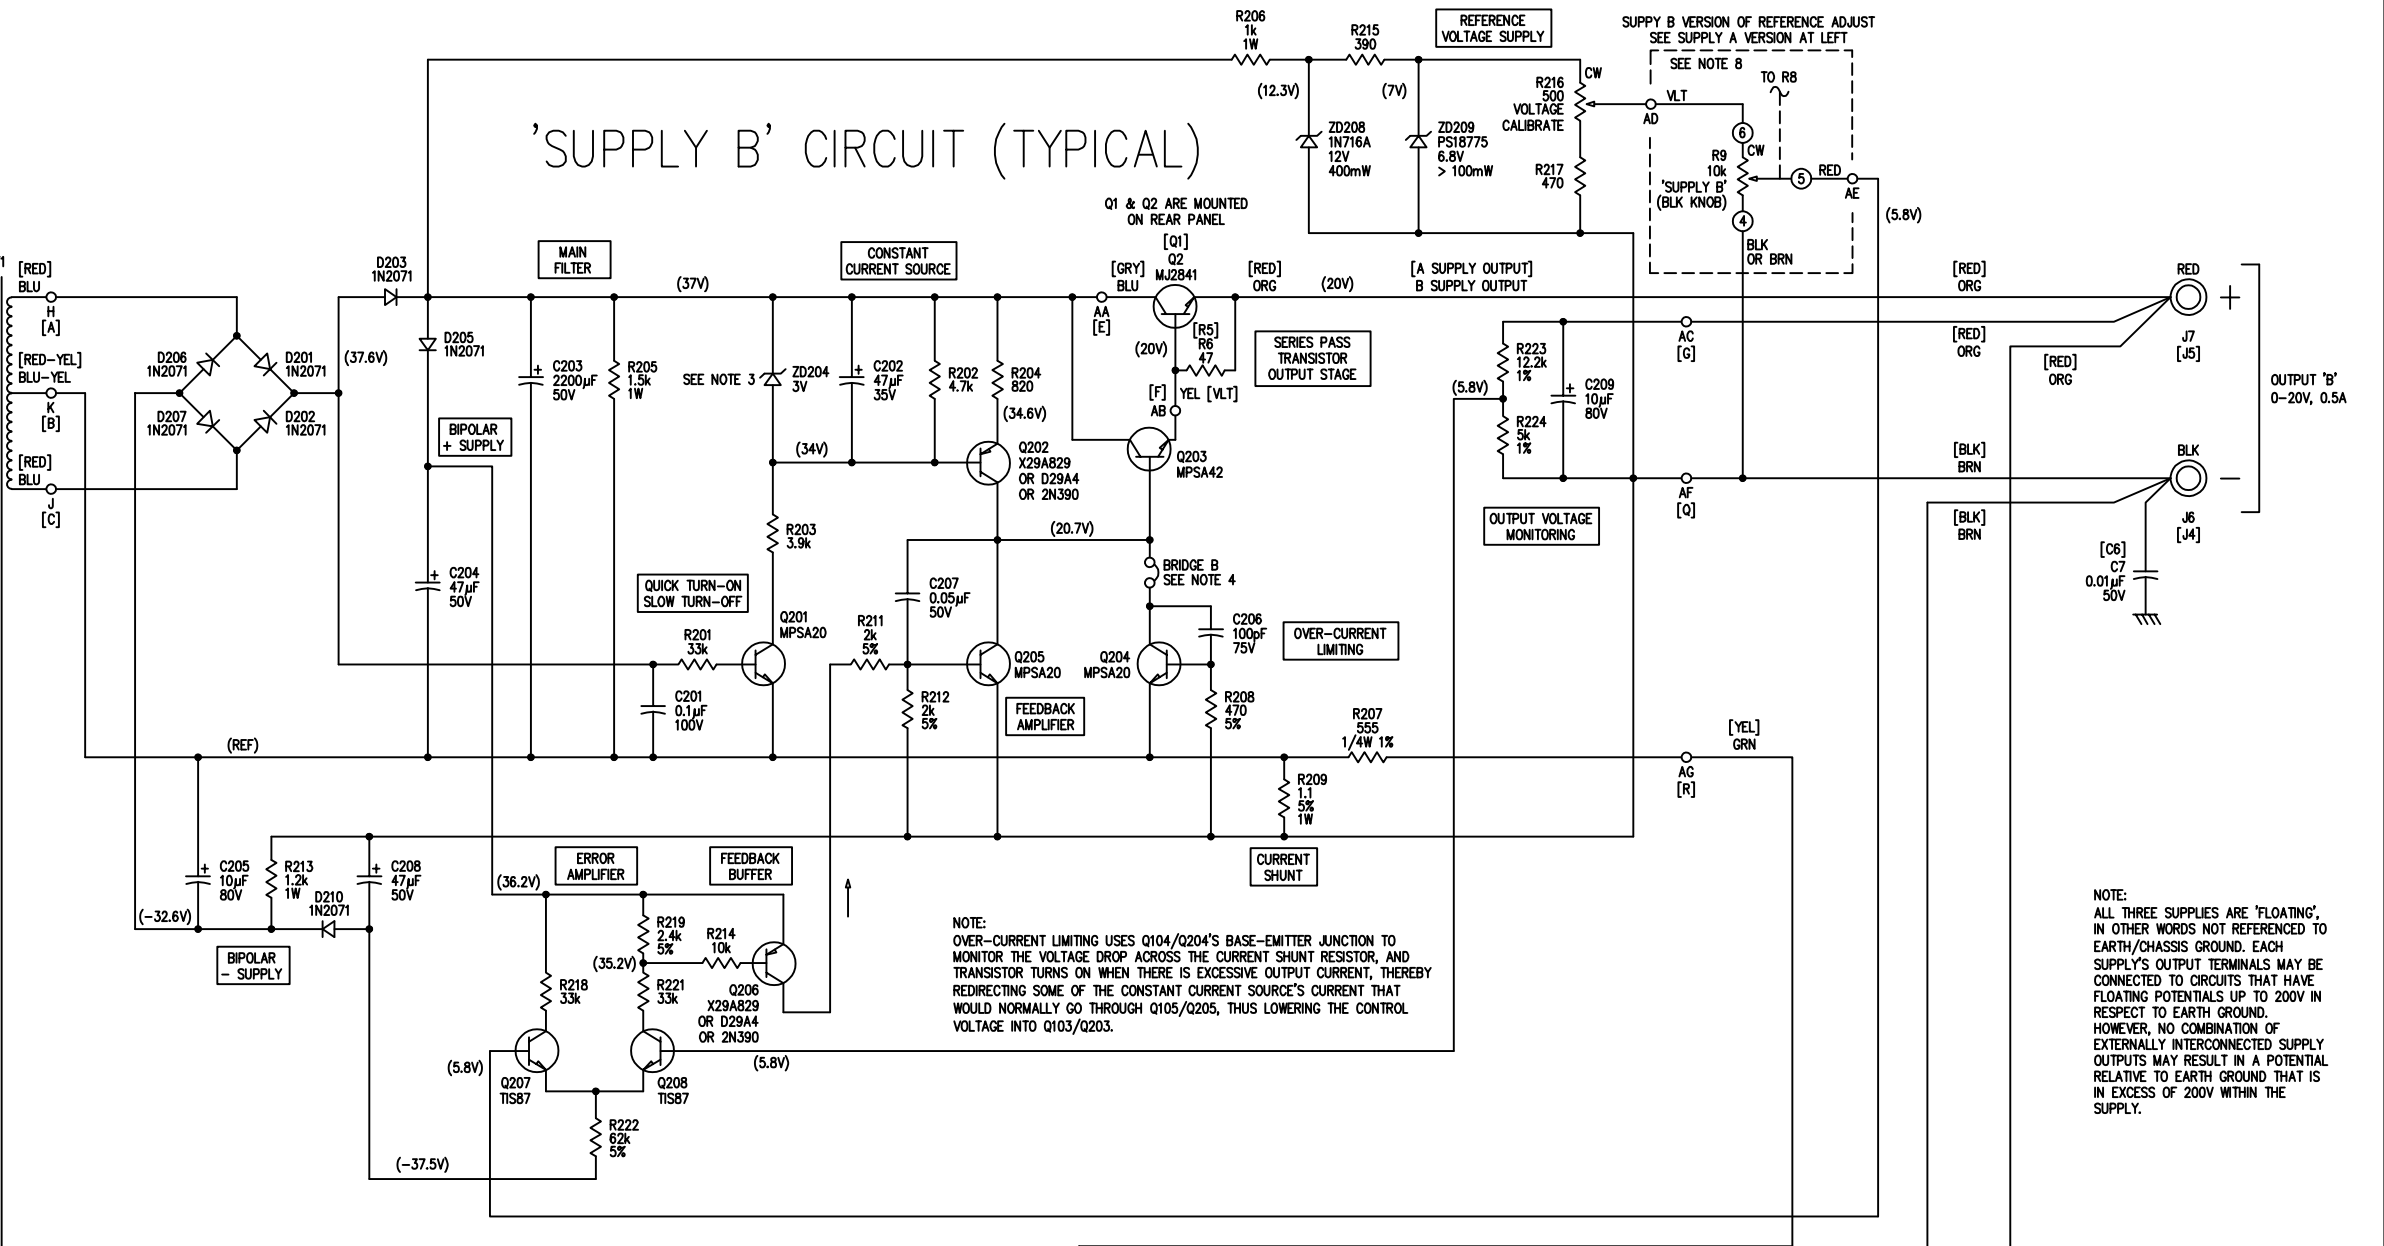 'SUPPLY B' CIRCUIT (TYPICAL)
R206
1k
1W
R215
390
REFERENCE
VOLTAGE SUPPLY
(12.3V)
(7V)
ZD208
1N716A
12V
400mW
ZD209
PS18775
6.8V
> 100mW
R216
500
VOLTAGE
CALIBRATE
CW
R217
470
SUPPY B VERSION OF REFERENCE ADJUST
SEE SUPPLY A VERSION AT LEFT
SEE NOTE 8
TO R8
VLT
AD
6
CW
R9
10k
'SUPPLY B'
(BLK KNOB)
5
RED
AE
4
BLK
OR BRN
(5.8V)
1
[RED]
BLU
H
[A]
[RED-YEL]
BLU-YEL
K
[B]
[RED]
BLU
J
[C]
D206
1N2071
D201
1N2071
D207
1N2071
D202
1N2071
(37.6V)
D203
1N2071
D205
1N2071
BIPOLAR
+ SUPPLY
+
C204
47µF
50V
MAIN
FILTER
(37V)
+
C203
2200µF
50V
R205
1.5k
1W
SEE NOTE 3
ZD204
3V
CONSTANT
CURRENT SOURCE
+
C202
47µF
35V
R202
4.7k
R204
820
(34.6V)
(34V)
Q202
X29A829
OR D29A4
OR 2N390
R203
3.9k
QUICK TURN-ON
SLOW TURN-OFF
R201
33k
Q201
MPSA20
C201
0.1µF
100V
Q1 & Q2 ARE MOUNTED
ON REAR PANEL
[Q1]
Q2
MJ2841
[GRY]
BLU
AA
[E]
[RED]
ORG
(20V)
[A SUPPLY OUTPUT]
B SUPPLY OUTPUT
(20V)
[R5]
R6
47
[F]
AB
YEL [VLT]
SERIES PASS
TRANSISTOR
OUTPUT STAGE
Q203
MPSA42
(20.7V)
BRIDGE B
SEE NOTE 4
C207
0.05µF
50V
R211
2k
5%
R212
2k
5%
Q205
MPSA20
FEEDBACK
AMPLIFIER
Q204
MPSA20
C206
100pF
75V
OVER-CURRENT
LIMITING
R208
470
5%
R207
555
1/4W 1%
R209
1.1
5%
1W
CURRENT
SHUNT
(5.8V)
R223
12.2k
1%
R224
5k
1%
+
C209
10µF
80V
OUTPUT VOLTAGE
MONITORING
AC
[G]
AF
[Q]
[YEL]
GRN
AG
[R]
[RED]
ORG
[RED]
ORG
[RED]
ORG
[BLK]
BRN
[BLK]
BRN
RED
+
J7
[J5]
BLK
−
J6
[J4]
OUTPUT 'B'
0-20V, 0.5A
[C6]
C7
0.01µF
50V
(REF)
+
C205
10µF
80V
R213
1.2k
1W
D210
1N2071
+
C208
47µF
50V
(-32.6V)
BIPOLAR
- SUPPLY
ERROR
AMPLIFIER
FEEDBACK
BUFFER
(36.2V)
R219
2.4k
5%
R214
10k
(35.2V)
R218
33k
R221
33k
Q206
X29A829
OR D29A4
OR 2N390
(5.8V)
Q207
TIS87
Q208
TIS87
(5.8V)
R222
62k
5%
(-37.5V)
NOTE:
OVER-CURRENT LIMITING USES Q104/Q204'S BASE-EMITTER JUNCTION TO
MONITOR THE VOLTAGE DROP ACROSS THE CURRENT SHUNT RESISTOR, AND
TRANSISTOR TURNS ON WHEN THERE IS EXCESSIVE OUTPUT CURRENT, THEREBY
REDIRECTING SOME OF THE CONSTANT CURRENT SOURCE'S CURRENT THAT
WOULD NORMALLY GO THROUGH Q105/Q205, THUS LOWERING THE CONTROL
VOLTAGE INTO Q103/Q203.
NOTE:
ALL THREE SUPPLIES ARE 'FLOATING',
IN OTHER WORDS NOT REFERENCED TO
EARTH/CHASSIS GROUND. EACH
SUPPLY'S OUTPUT TERMINALS MAY BE
CONNECTED TO CIRCUITS THAT HAVE
FLOATING POTENTIALS UP TO 200V IN
RESPECT TO EARTH GROUND.
HOWEVER, NO COMBINATION OF
EXTERNALLY INTERCONNECTED SUPPLY
OUTPUTS MAY RESULT IN A POTENTIAL
RELATIVE TO EARTH GROUND THAT IS
IN EXCESS OF 200V WITHIN THE
SUPPLY.